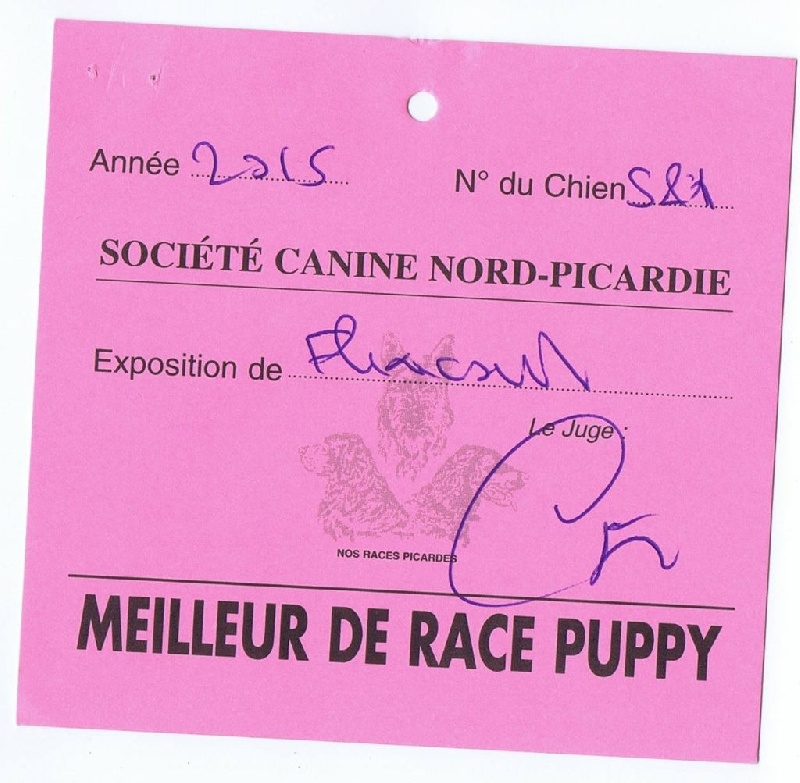 Année 2015 N° du Chien
SOCIÉTÉ CANINE NORD-PICARDIE
Exposition de
Le Juge :
NOS RACES PICARDES
MEILLEUR DE RACE PUPPY